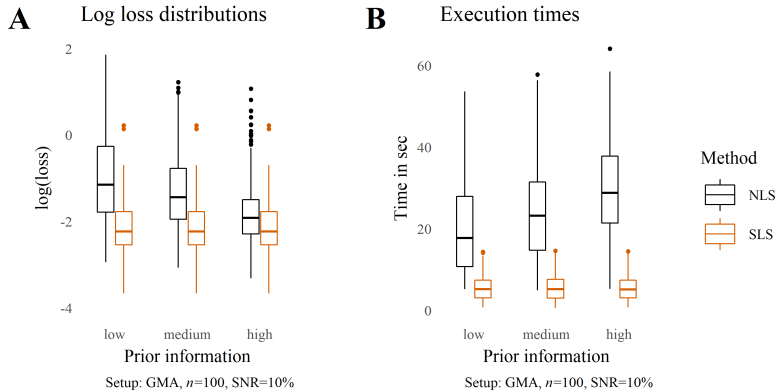 A
Log loss distributions
log(loss)
2
0
-2
-4
low medium high
Prior information
Setup: GMA, n=100, SNR=10%
B
Execution times
Time in sec
60
40
20
0
low medium high
Prior information
Setup: GMA, n=100, SNR=10%
Method
NLS
SLS